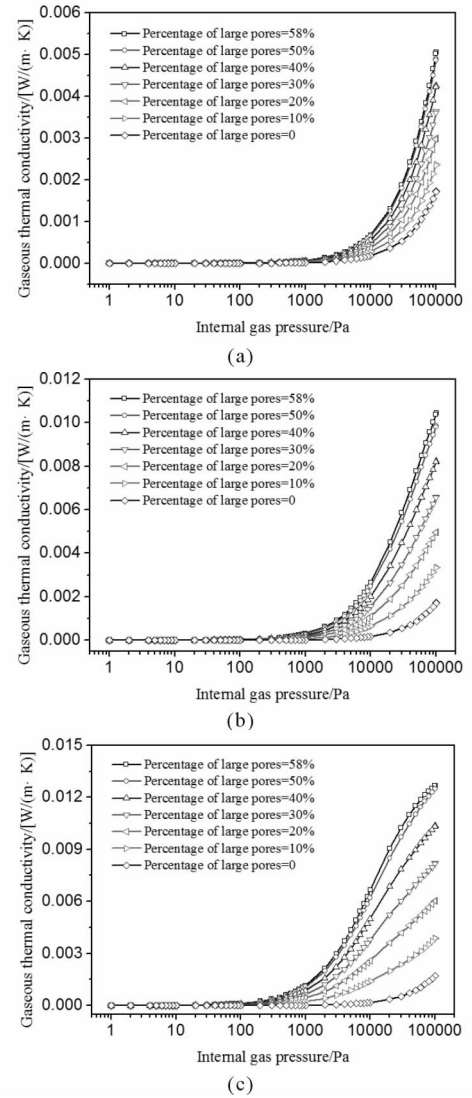 0.006
0.005
0.004
0.003
0.002
0.001
0.000
Gaseous thermal conductivity/[W/(m· K)]
Percentage of large pores=58%
Percentage of large pores=50%
Percentage of large pores=40%
Percentage of large pores=30%
Percentage of large pores=20%
Percentage of large pores=10%
Percentage of large pores=0
1 10 100 1000 10000 100000
Internal gas pressure/Pa
(a)
0.012
0.010
0.008
0.006
0.004
0.002
0.000
Gaseous thermal conductivity/[W/(m· K)]
Percentage of large pores=58%
Percentage of large pores=50%
Percentage of large pores=40%
Percentage of large pores=30%
Percentage of large pores=20%
Percentage of large pores=10%
Percentage of large pores=0
1 10 100 1000 10000 100000
Internal gas pressure/Pa
(b)
0.015
0.012
0.009
0.006
0.003
0.000
Gaseous thermal conductivity/[W/(m· K)]
Percentage of large pores=58%
Percentage of large pores=50%
Percentage of large pores=40%
Percentage of large pores=30%
Percentage of large pores=20%
Percentage of large pores=10%
Percentage of large pores=0
1 10 100 1000 10000 100000
Internal gas pressure/Pa
(c)